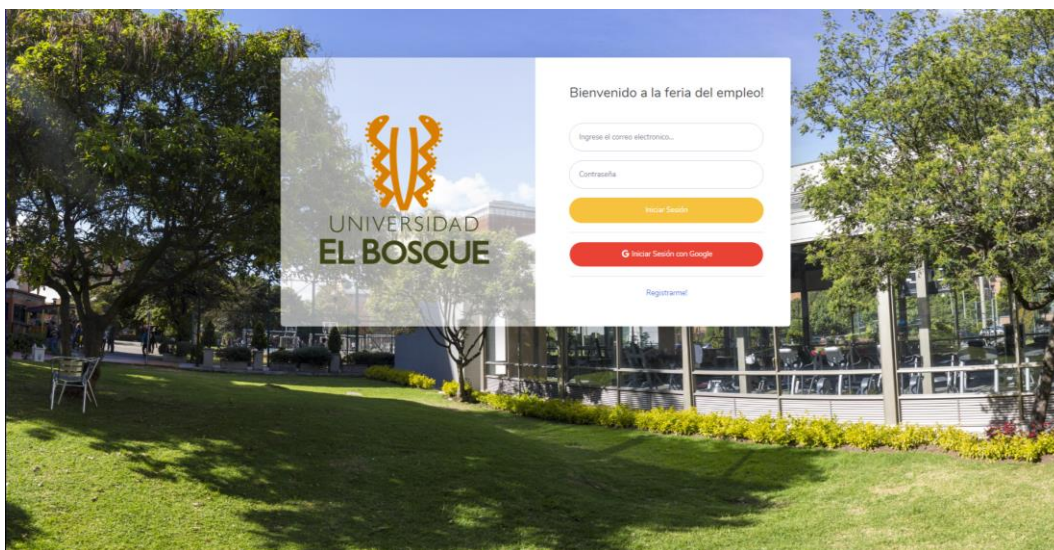 UNIVERSIDAD
EL BOSQUE
Bienvenido a la feria del empleo!
Ingrese el correo electronico...
Contraseña
Iniciar Sesión
G Iniciar Sesión con Google
Registrarme!